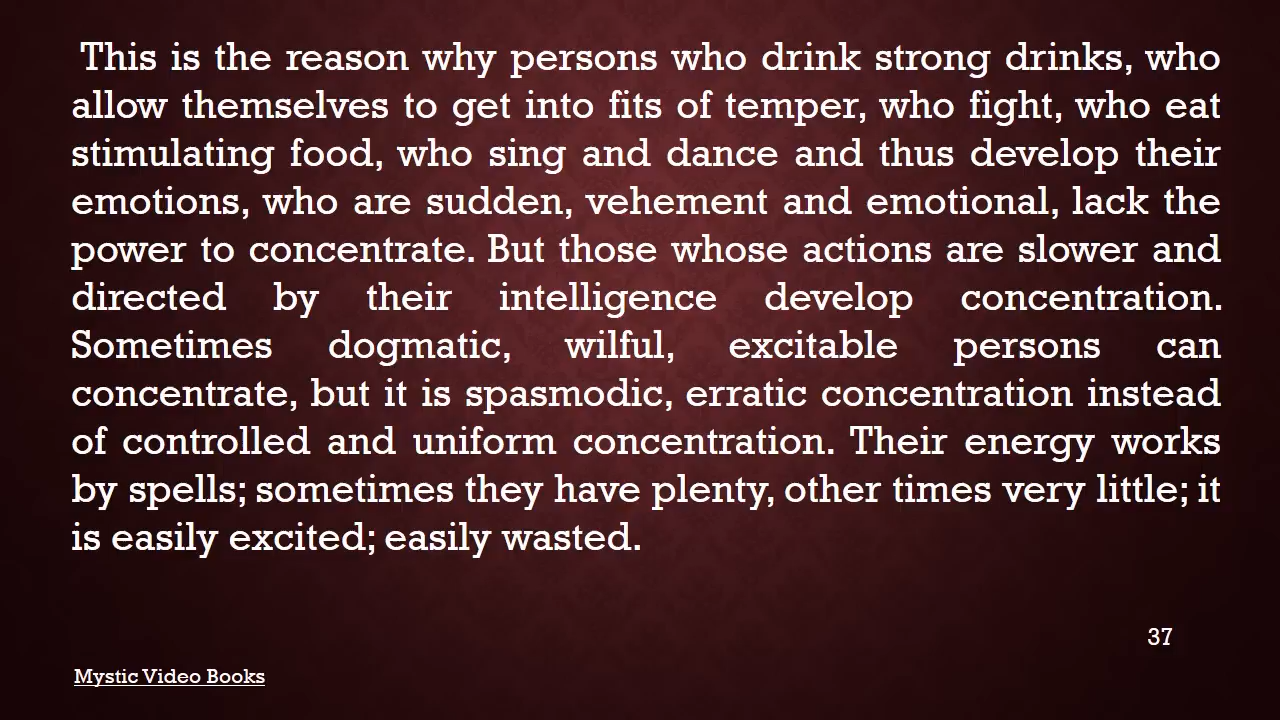 This is the reason why persons who drink strong drinks, who
allow themselves to get into fits of temper, who fight, who eat
stimulating food, who sing and dance and thus develop their
emotions, who are sudden, vehement and emotional, lack the
power to concentrate. But those whose actions are slower and
directed by their intelligence develop concentration.
Sometimes dogmatic, wilful, excitable persons can
concentrate, but it is spasmodic, erratic concentration instead
of controlled and uniform concentration. Their energy works
by spells; sometimes they have plenty, other times very little; it
is easily excited; easily wasted.
37
Mystic Video Books